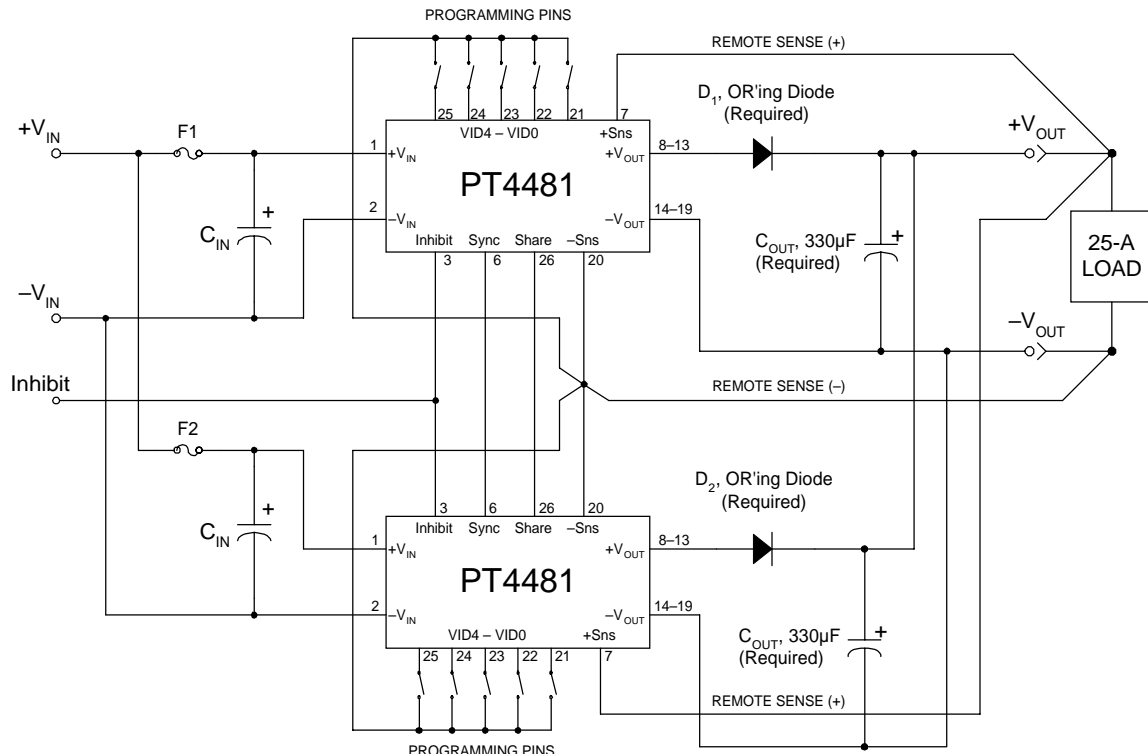 PROGRAMMING PINS
REMOTE SENSE (+)
D1, OR'ing Diode
(Required)
25 24 23 22 21 7
VID4 – VID0 +Sns
+VIN F1 1 +VIN +VOUT 8–13 +VOUT
PT4481
2 –VIN –VOUT 14–19
CIN + Inhibit Sync Share –Sns
3 6 26 20
COUT, 330µF
(Required) +
25-A
LOAD
–VIN –VOUT
Inhibit
REMOTE SENSE (–)
F2
D2, OR'ing Diode
(Required)
3 6 26 20
CIN + Inhibit Sync Share –Sns
1 +VIN +VOUT 8–13
PT4481
2 –VIN –VOUT 14–19
VID4 – VID0 +Sns
25 24 23 22 21 7
COUT, 330µF
(Required) +
REMOTE SENSE (+)
PROGRAMMING PINS